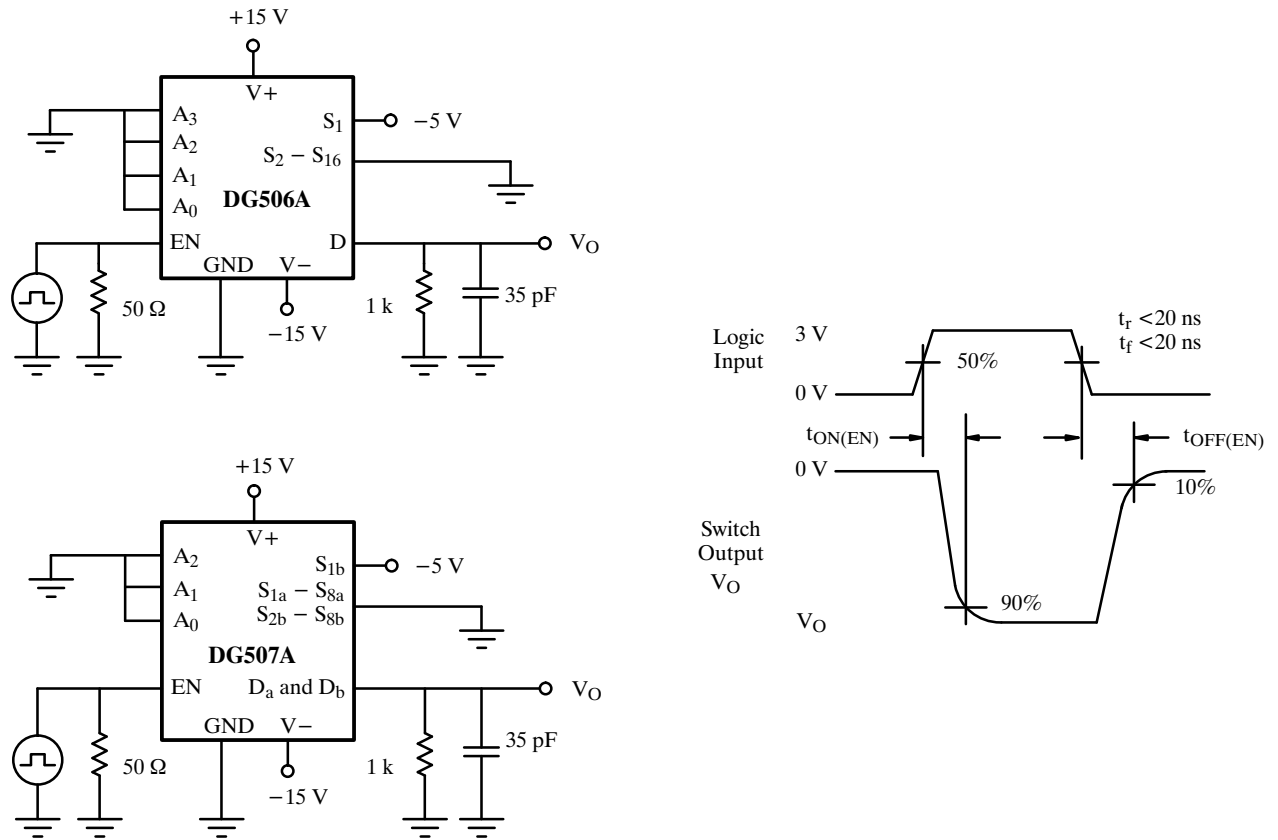 +15 V
V+
A3
A2
A1
A0
EN
S1
−5 V
S2 − S16
DG506A
D
VO
GND
V−
50 Ω
−15 V
1 k
35 pF
+15 V
V+
A2
A1
A0
EN
S1b
−5 V
S1a − S8a
S2b − S8b
DG507A
Da and Db
VO
GND
V−
50 Ω
−15 V
1 k
35 pF
Logic
Input
3 V
50%
0 V
tr <20 ns
tf <20 ns
tON(EN)
tOFF(EN)
0 V
10%
Switch
Output
VO
90%
VO